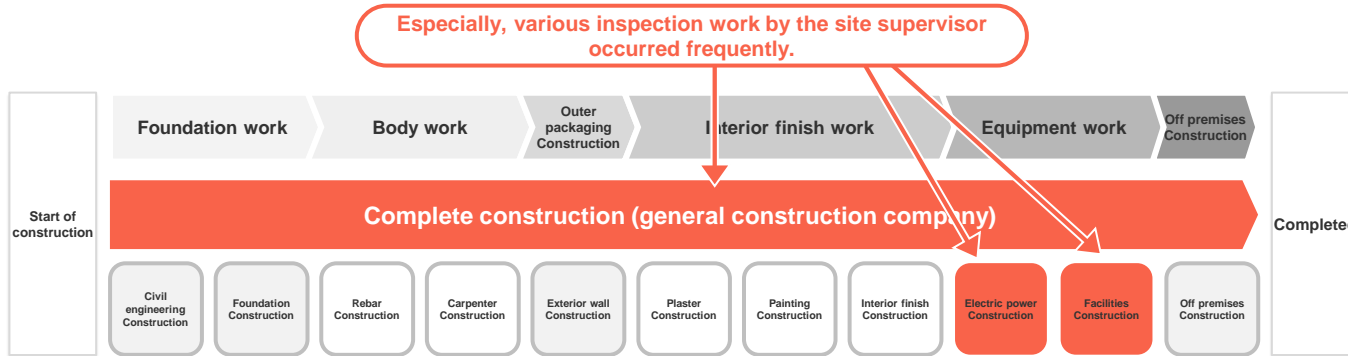 Especially, various inspection work by the site supervisor
occurred frequently.
Start of
construction
Foundation work
Body work
Outer
packaging
Construction
Interior finish work
Equipment work
Off premises
Construction
Completed
Complete construction (general construction company)
Civil
engineering
Construction
Foundation
Construction
Rebar
Construction
Carpenter
Construction
Exterior wall
Construction
Plaster
Construction
Painting
Construction
Interior finish
Construction
Electric power
Construction
Facilities
Construction
Off premises
Construction